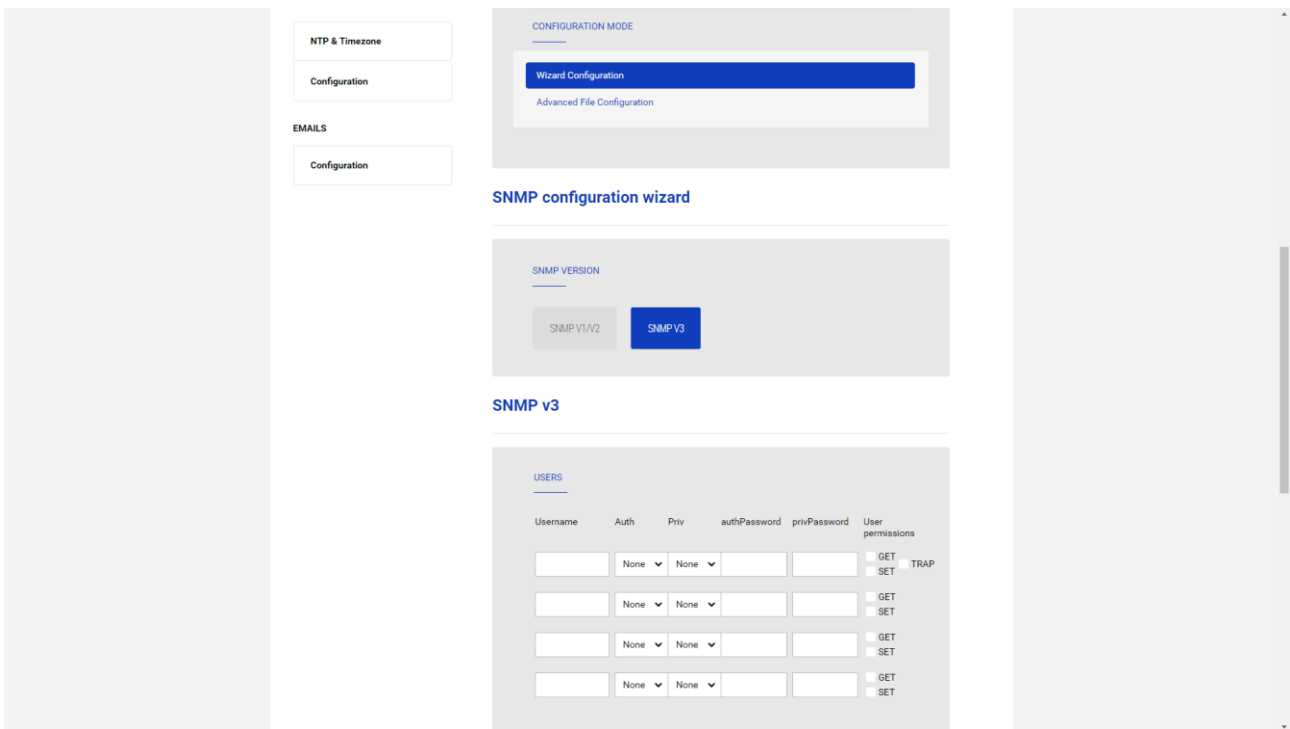 NTP & Timezone
Configuration
EMAILS
Configuration
CONFIGURATION MODE
Wizard Configuration
Advanced File Configuration
SNMP configuration wizard
SNMP VERSION
SNMP V1/V2 SNMP V3
SNMP v3
USERS
Username Auth Priv authPassword privPassword User
permissions
None None GET TRAP
SET
None None GET
SET
None None GET
SET
None None GET
SET